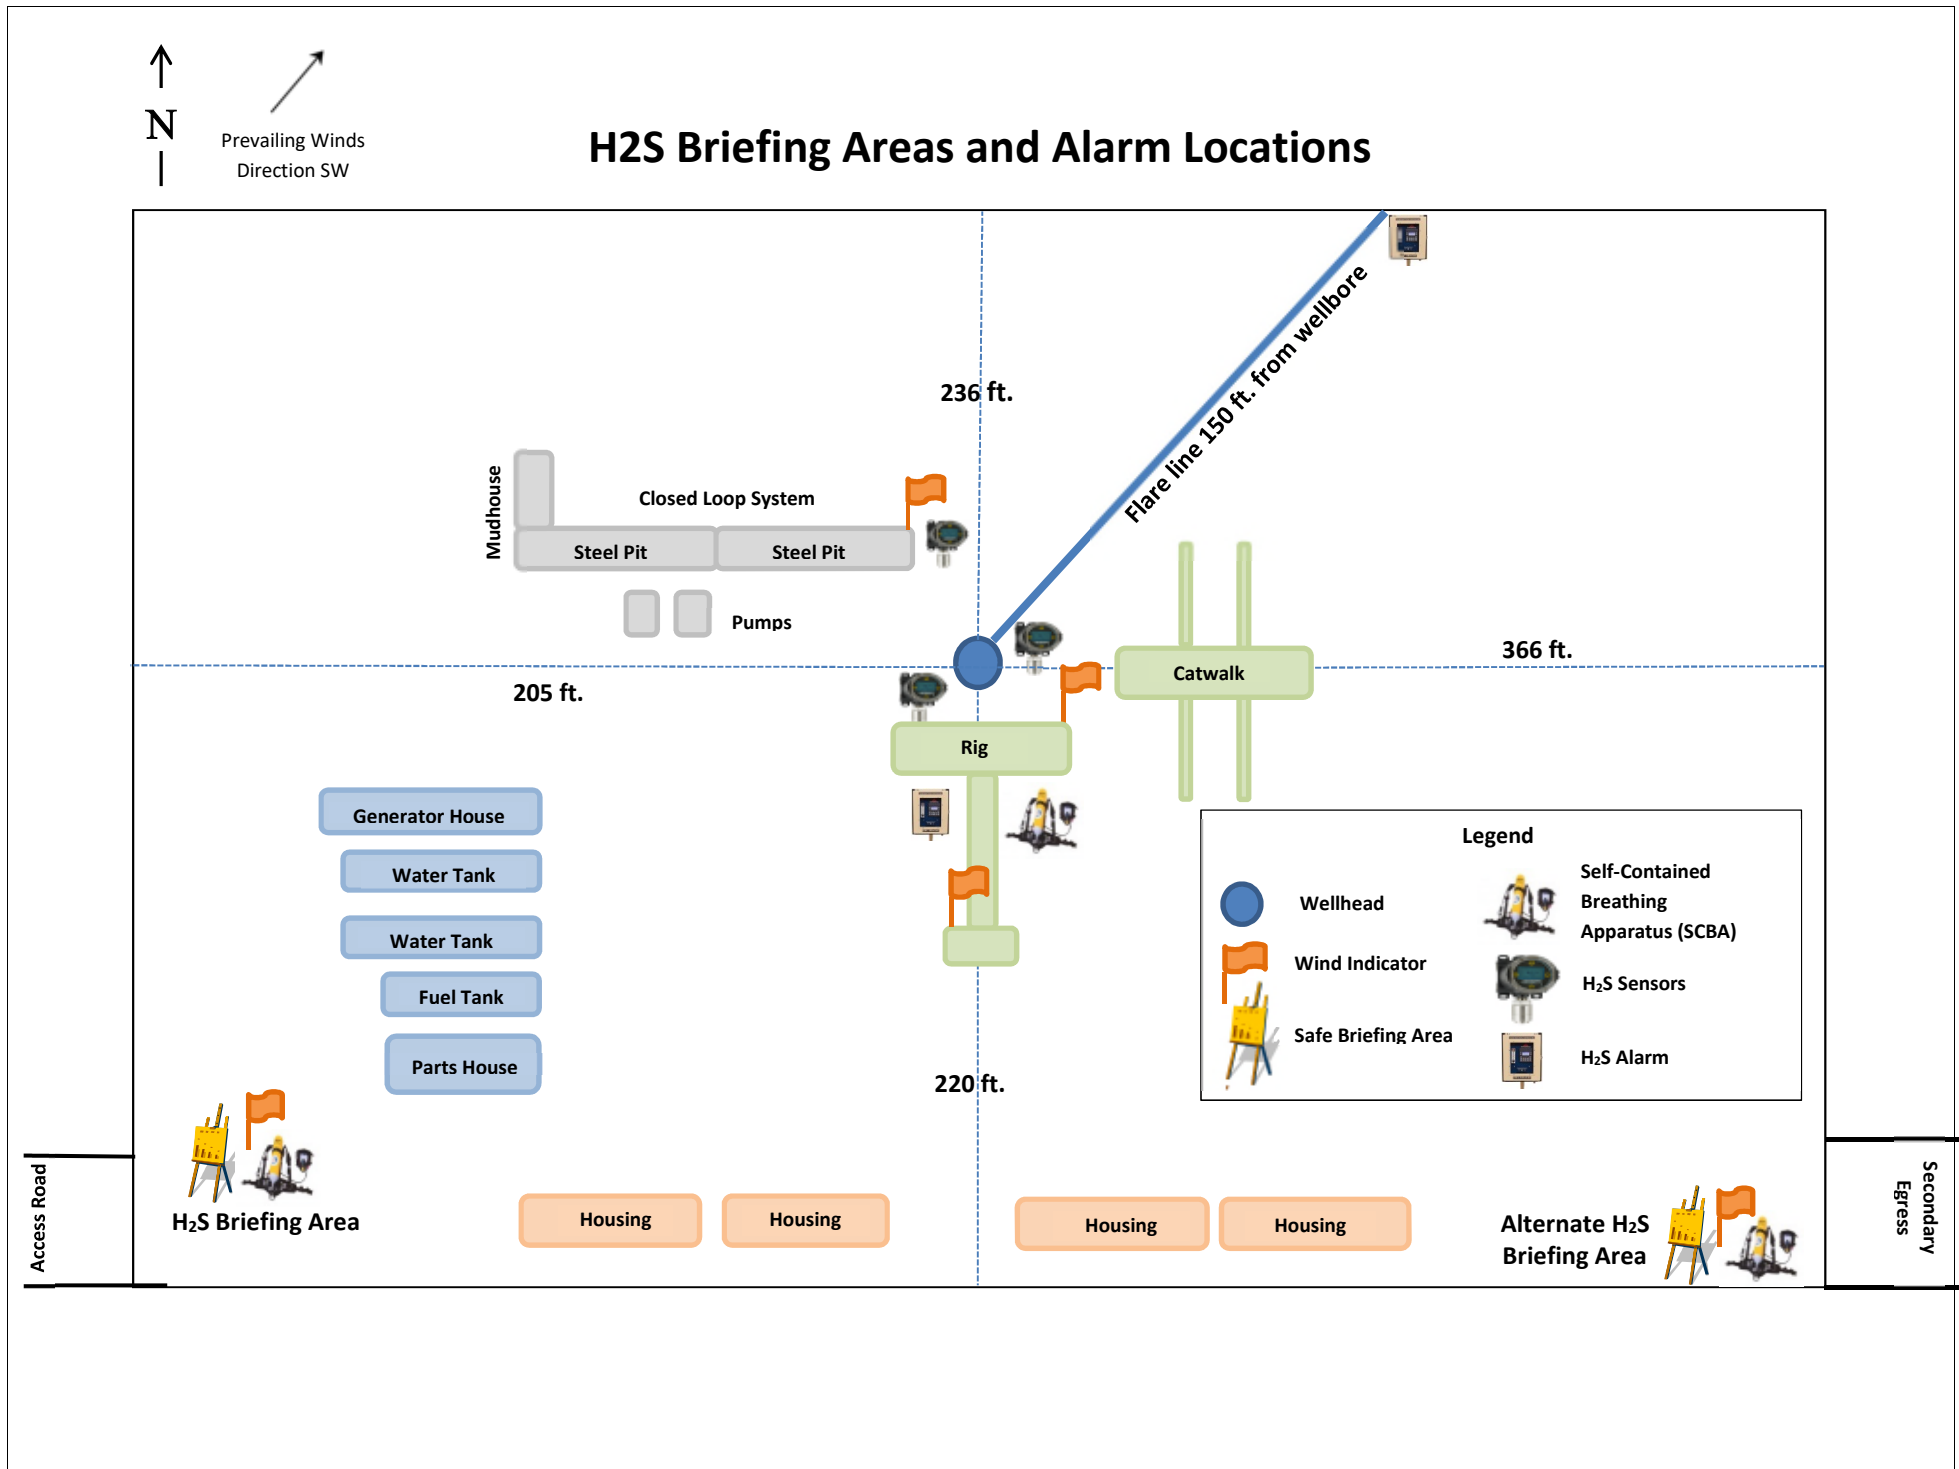 N
Prevailing Winds
Direction SW
H2S Briefing Areas and Alarm Locations
Flare line 150 ft. from wellbore
236 ft.
Mudhouse
Closed Loop System
Steel Pit
Steel Pit
Pumps
366 ft.
Catwalk
205 ft.
Rig
Generator House
Water Tank
Water Tank
Fuel Tank
Parts House
Legend
Wellhead
Wind Indicator
Safe Briefing Area
Self-Contained
Breathing
Apparatus (SCBA)
H₂S Sensors
H₂S Alarm
220 ft.
Access Road
H₂S Briefing Area
Housing
Housing
Housing
Housing
Alternate H₂S
Briefing Area
Secondary
Egress